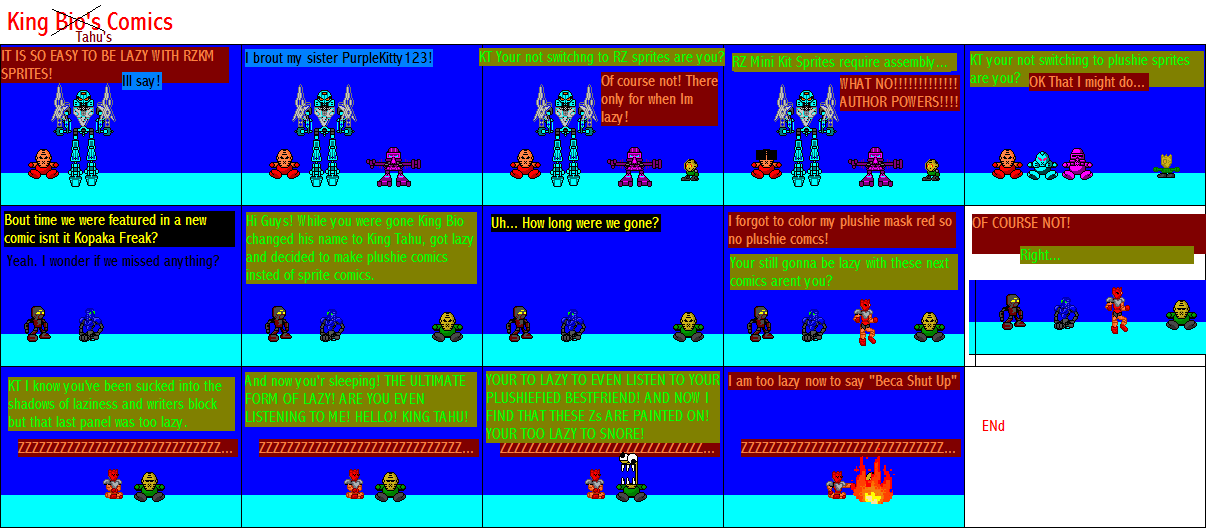 King Bio's Comics
Tahu's
IT IS SO EASY TO BE LAZY WITH RZKM
SPRITES!
Ill say!
I brout my sister PurpleKitty123!
KT Your not switchng to RZ sprites are you?
Of course not! There
only for when Im
lazy!
RZ Mini Kit Sprites require assembly...
WHAT NO!!!!!!!!!!!!!
AUTHOR POWERS!!!!
KT your not switching to plushie sprites
are you?
OK That I might do...
Bout time we were featured in a new
comic isnt it Kopaka Freak?
Yeah. I wonder if we missed anything?
Hi Guys! While you were gone King Bio
changed his name to King Tahu, got lazy
and decided to make plushie comics
insted of sprite comics.
Uh... How long were we gone?
I forgot to color my plushie mask red so
no plushie comcs!
Your still gonna be lazy with these next
comics arent you?
OF COURSE NOT!
Right...
KT I know you've been sucked into the
shadows of laziness and writers block
but that last panel was too lazy.
ZZZZZZZZZZZZZZZZZZZZZZZZZZZZ...
And now you'r sleeping! THE ULTIMATE
FORM OF LAZY! ARE YOU EVEN
LISTENING TO ME! HELLO! KING TAHU!
ZZZZZZZZZZZZZZZZZZZZZZZZZZZZ...
YOUR TO LAZY TO EVEN LISTEN TO YOUR
PLUSHIEFIED BESTFRIEND! AND NOW I
FIND THAT THESE Zs ARE PAINTED ON!
YOUR TOO LAZY TO SNORE!
ZZZZZZZZZZZZZZZZZZZZZZZZZZZZ...
I am too lazy now to say "Beca Shut Up"
ZZZZZZZZZZZZZZZZZZZZZZZZZZZZ...
ENd